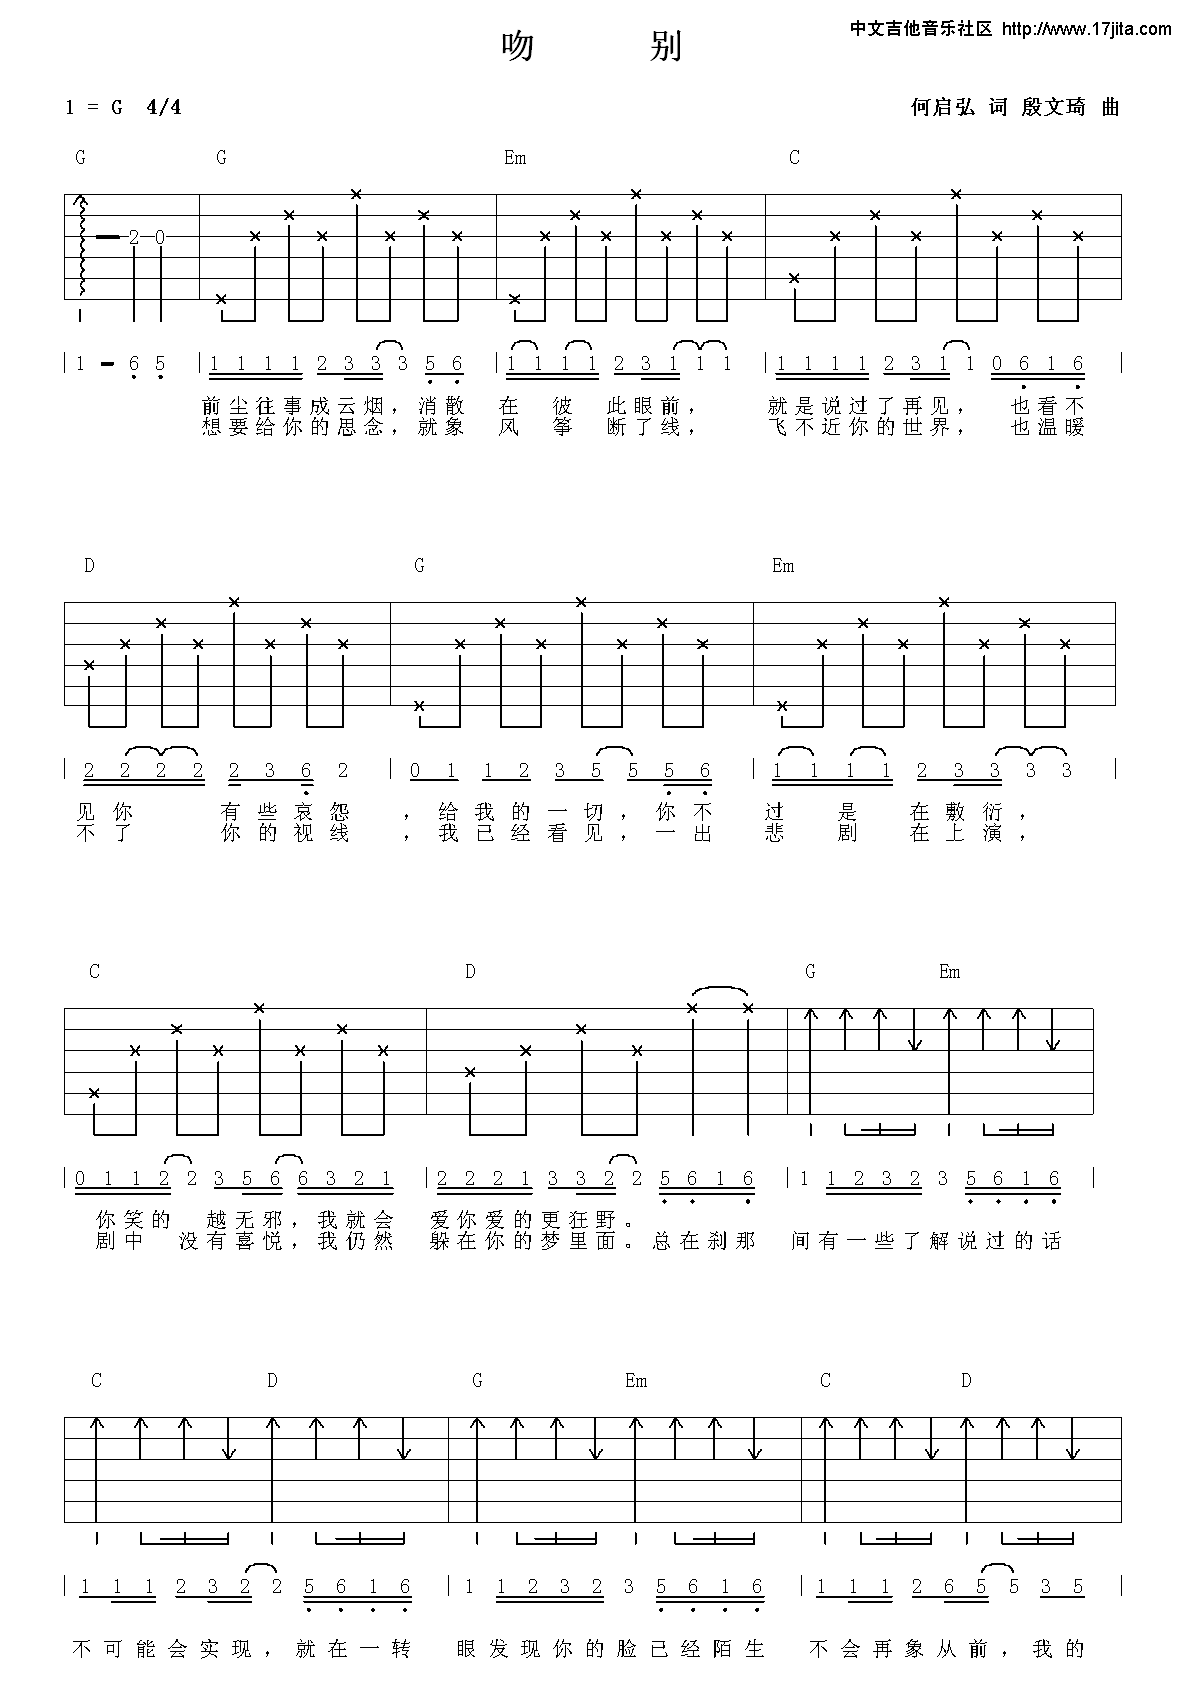 中文吉他音乐社区 http://www.17jita.com
吻 别
1 = G 4/4
何启弘 词 殷文琦 曲
G G Em C
2 0
1 - 6 5 | 1 1 1 1 2 3 3 3 5 6 | 1 1 1 1 2 3 1 1 1 | 1 1 1 1 2 3 1 1 0 6 1 6 |
前尘往事成云烟，消散 在 彼 此眼前， 就是说过了再见， 也看不
想要给你的思念，就象 风 筝 断了线， 飞不近你的世界， 也温暖
D G Em
| 2 2 2 2 2 3 6 2 | 0 1 1 2 3 5 5 5 6 | 1 1 1 1 2 3 3 3 3 |
见你 有些哀怨 ，给我的一切，你不 过 是 在敷衍，
不了 你的视线 ，我已经看见，一出 悲 剧 在上演，
C D G Em
| 0 1 1 2 2 3 5 6 6 3 2 1 | 2 2 2 1 3 3 2 2 5 6 1 6 | 1 1 2 3 2 3 5 6 1 6 |
你笑的 越无邪，我就会 爱你爱的更狂野。
剧中 没有喜悦，我仍然 躲在你的梦里面。总在刹那 间有一些了解说过的话
C D G Em C D
| 1 1 1 2 3 2 2 5 6 1 6 | 1 1 2 3 2 3 5 6 1 6 | 1 1 1 2 6 5 5 3 5 |
不可能会实现，就在一转 眼发现你的脸已经陌生 不会再象从前，我的